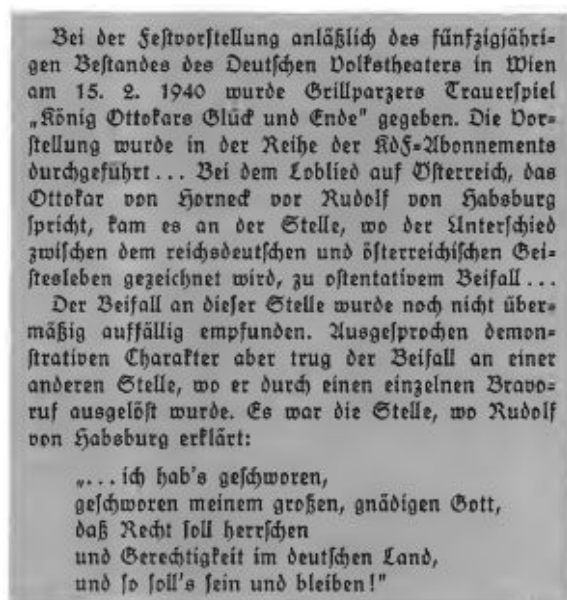 Bei der Festvorstellung anläßlich des fünfzigjähri-
gen Bestandes des Deutschen Volkstheaters in Wien
am 15. 2. 1940 wurde Grillparzers Trauerspiel
„König Ottokars Glück und Ende" gegeben. Die Vor-
stellung wurde in der Reihe der KdF-Abonnements
durchgeführt... Bei dem Loblied auf Österreich, das
Ottokar von Horneck vor Rudolf von Habsburg
spricht, kam es an der Stelle, wo der Unterschied
zwischen dem reichsdeutschen und österreichischen Gei-
stesleben gezeichnet wird, zu ostentativem Beifall...
Der Beifall an dieser Stelle wurde noch nicht über-
mäßig auffällig empfunden. Ausgesprochen demon-
strativen Charakter aber trug der Beifall an einer
anderen Stelle, wo er durch einen einzelnen Bravo-
ruf ausgelöst wurde. Es war die Stelle, wo Rudolf
von Habsburg erklärt:
„... ich hab's geschworen,
geschworen meinem großen, gnädigen Gott,
daß Recht soll herrschen
und Gerechtigkeit im deutschen Land,
und so soll's sein und bleiben!"